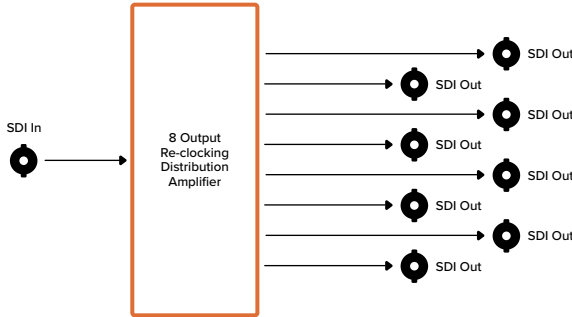 SDI Out
SDI Out
SDI Out
SDI In
8 Output
Re-clocking
Distribution
Amplifier
SDI Out
SDI Out
SDI Out
SDI Out
SDI Out